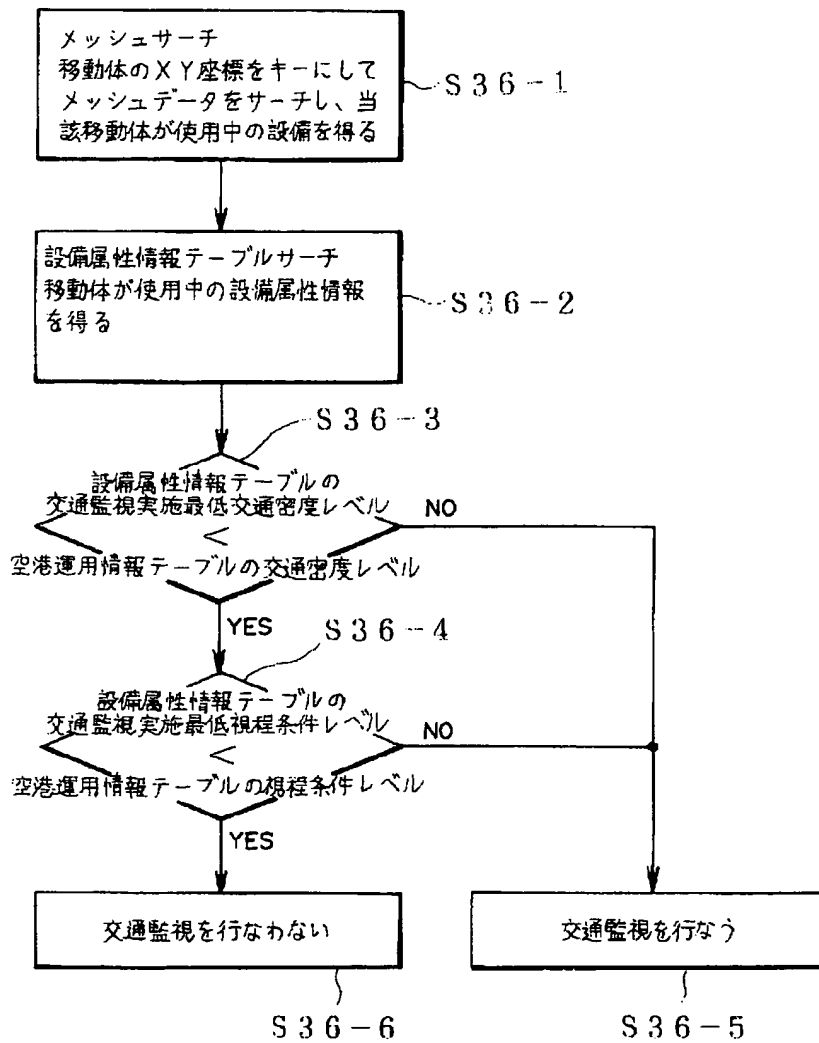 メッシュサーチ
移動体のXY座標をキーにして
メッシュデータをサーチし、当
該移動体が使用中の設備を得る
S36-1
設備属性情報テーブルサーチ
移動体が使用中の設備属性情報
を得る
S36-2
S36-3
設備属性情報テーブルの
交通監視実施最低交通密度レベル
<
空港運用情報テーブルの交通密度レベル
NO
YES
S36-4
設備属性情報テーブルの
交通監視実施最低視程条件レベル
<
空港運用情報テーブルの視程条件レベル
NO
YES
交通監視を行なわない
交通監視を行なう
S36-6
S36-5